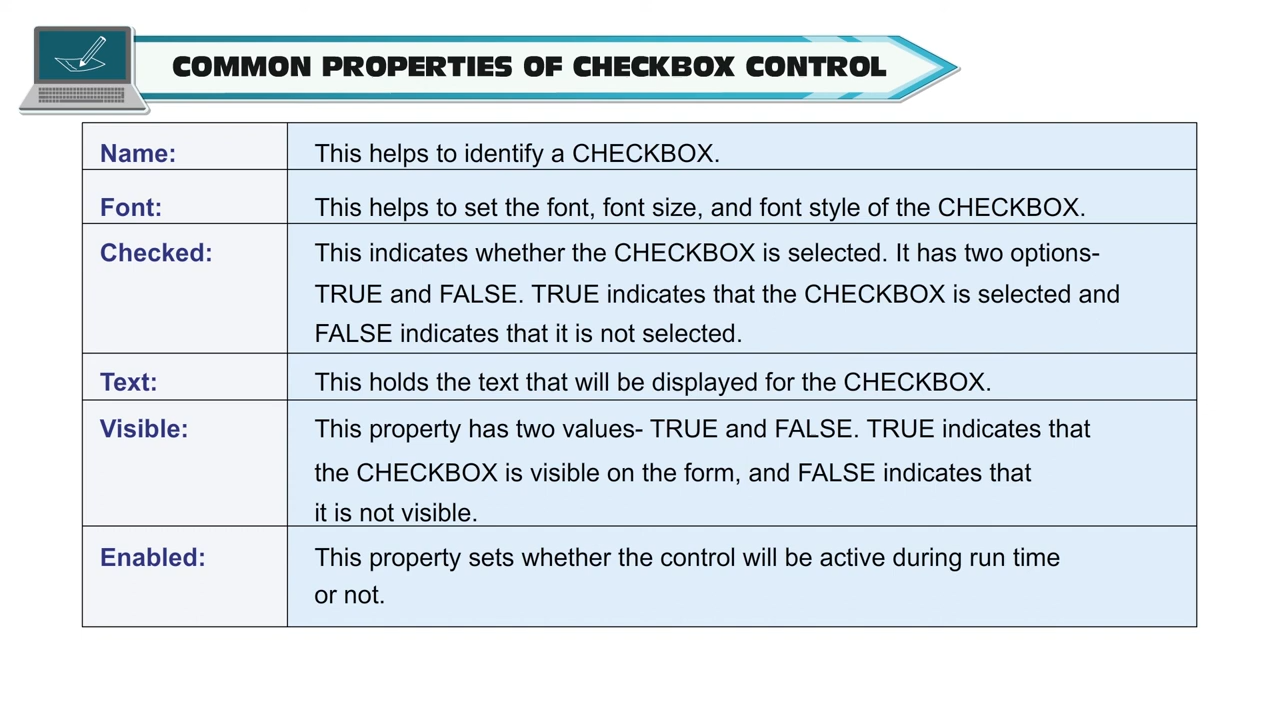 COMMON PROPERTIES OF CHECKBOX CONTROL
Name: This helps to identify a CHECKBOX.
Font: This helps to set the font, font size, and font style of the CHECKBOX.
Checked: This indicates whether the CHECKBOX is selected. It has two options-
TRUE and FALSE. TRUE indicates that the CHECKBOX is selected and
FALSE indicates that it is not selected.
Text: This holds the text that will be displayed for the CHECKBOX.
Visible: This property has two values- TRUE and FALSE. TRUE indicates that
the CHECKBOX is visible on the form, and FALSE indicates that
it is not visible.
Enabled: This property sets whether the control will be active during run time
or not.